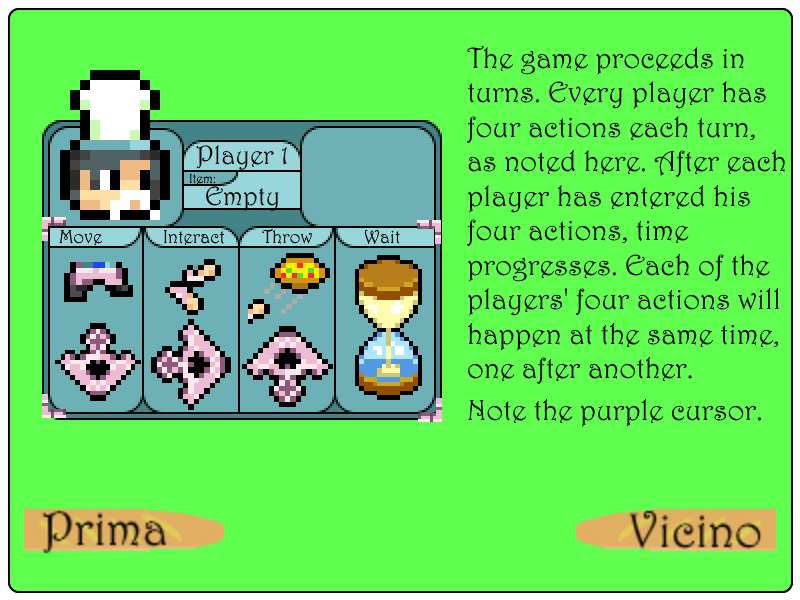 Player 1
Item:
Empty
Move
Interact
Throw
Wait
The game proceeds in
turns. Every player has
four actions each turn,
as noted here. After each
player has entered his
four actions, time
progresses. Each of the
players' four actions will
happen at the same time,
one after another.
Note the purple cursor.
Prima
Vicino